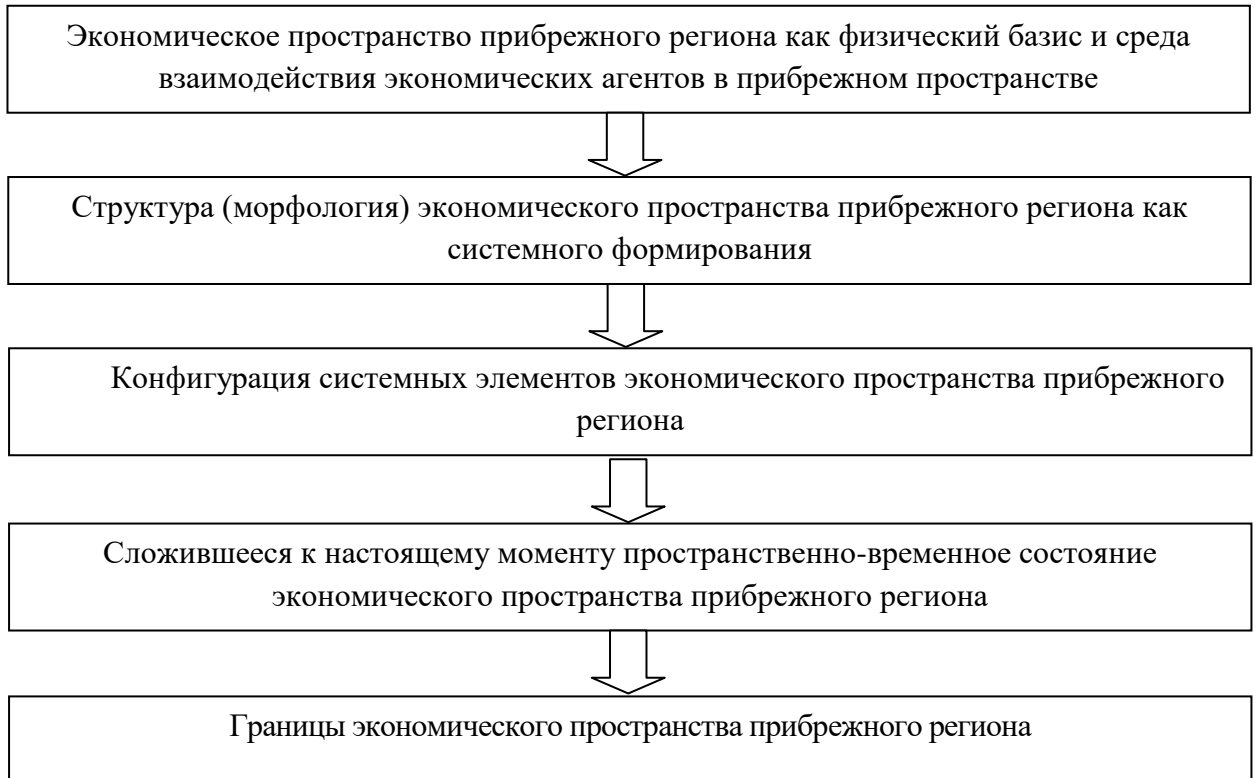 Экономическое пространство прибрежного региона как физический базис и среда
взаимодействия экономических агентов в прибрежном пространстве
Структура (морфология) экономического пространства прибрежного региона как
системного формирования
Конфигурация системных элементов экономического пространства прибрежного
региона
Сложившееся к настоящему моменту пространственно-временное состояние
экономического пространства прибрежного региона
Границы экономического пространства прибрежного региона